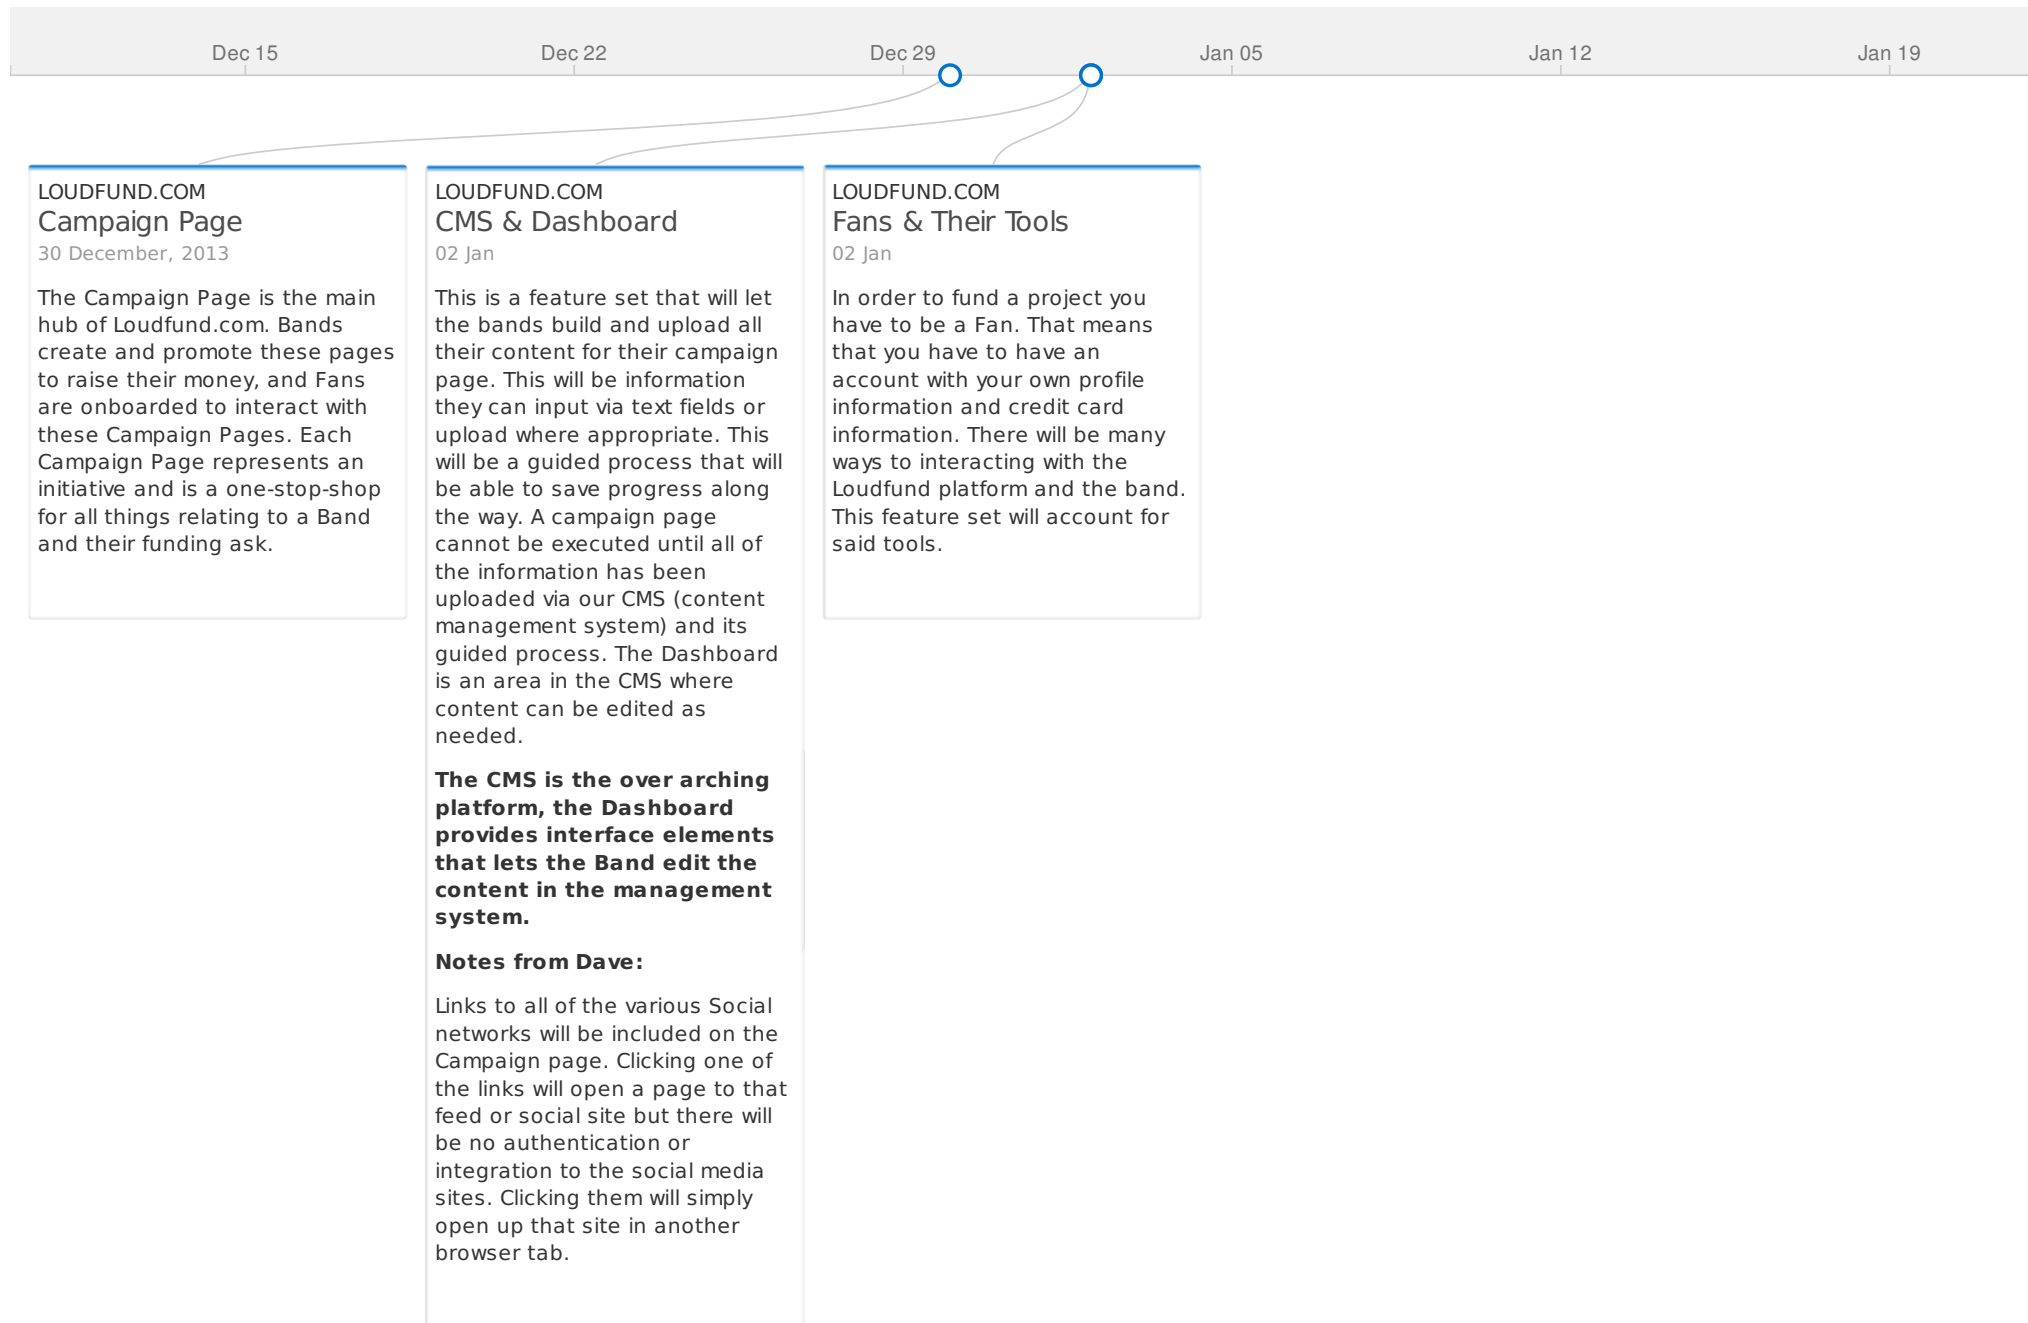 Dec 15
Dec 22
Dec 29
Jan 05
Jan 12
Jan 19
LOUDFUND.COM
Campaign Page
30 December, 2013
The Campaign Page is the main
hub of Loudfund.com. Bands
create and promote these pages
to raise their money, and Fans
are onboarded to interact with
these Campaign Pages. Each
Campaign Page represents an
initiative and is a one-stop-shop
for all things relating to a Band
and their funding ask.
LOUDFUND.COM
CMS & Dashboard
02 Jan
This is a feature set that will let
the bands build and upload all
their content for their campaign
page. This will be information
they can input via text fields or
upload where appropriate. This
will be a guided process that will
be able to save progress along
the way. A campaign page
cannot be executed until all of
the information has been
uploaded via our CMS (content
management system) and its
guided process. The Dashboard
is an area in the CMS where
content can be edited as
needed.
The CMS is the over arching
platform, the Dashboard
provides interface elements
that lets the Band edit the
content in the management
system.
Notes from Dave:
Links to all of the various Social
networks will be included on the
Campaign page. Clicking one of
the links will open a page to that
feed or social site but there will
be no authentication or
integration to the social media
sites. Clicking them will simply
open up that site in another
browser tab.
LOUDFUND.COM
Fans & Their Tools
02 Jan
In order to fund a project you
have to be a Fan. That means
that you have to have an
account with your own profile
information and credit card
information. There will be many
ways to interacting with the
Loudfund platform and the band.
This feature set will account for
said tools.